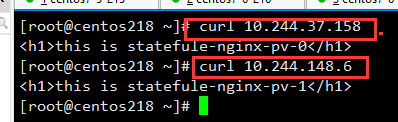 [root@centos218 ~]# curl 10.244.37.158
<h1>this is statefule-nginx-pv-0</h1>
[root@centos218 ~]# curl 10.244.148.6
<h1>this is statefule-nginx-pv-1</h1>
[root@centos218 ~]#